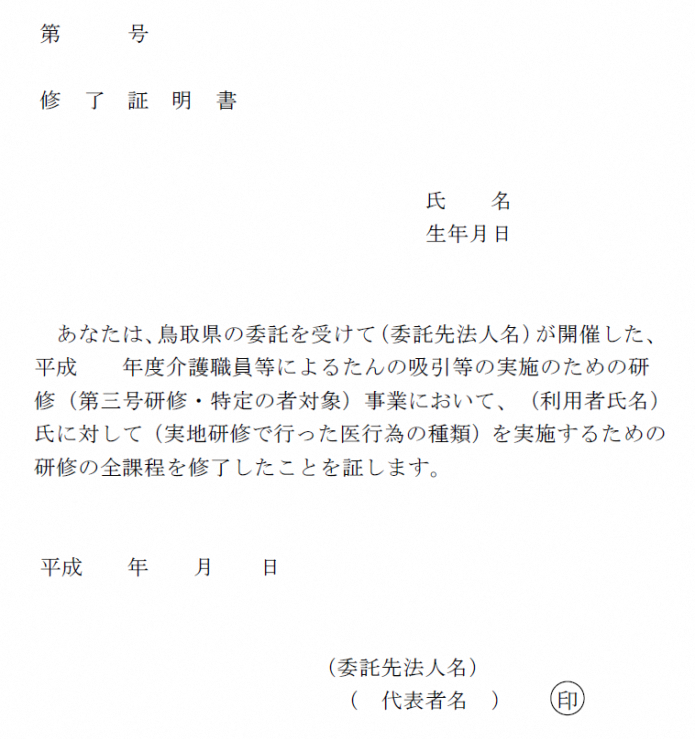 第　　　号
修　了　証　明　書
氏　　名
生年月日
あなたは、鳥取県の委託を受けて（委託先法人名）が開催した、
平成　　年度介護職員等によるたんの吸引等の実施のための研
修（第三号研修・特定の者対象）事業において、（利用者氏名）
氏に対して（実地研修で行った医行為の種類）を実施するための
研修の全課程を修了したことを証します。
平成　　年　　月　　日
（委託先法人名）
（　代表者名　）　　印